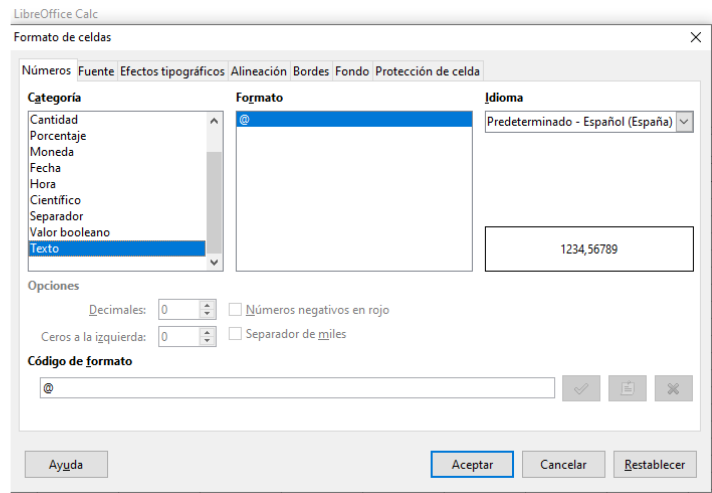 LibreOffice Calc
Formato de celdas
Números Fuente Efectos tipográficos Alineación Bordes Fondo Protección de celda
Categoría
Cantidad
Porcentaje
Moneda
Fecha
Hora
Científico
Separador
Valor booleano
Texto
Formato
@
Idioma
Predeterminado - Español (España)
1234,56789
Opciones
Decimales: 0
Números negativos en rojo
Ceros a la izquierda: 0
Separador de miles
Código de formato
@
Ayuda Aceptar Cancelar Restablecer